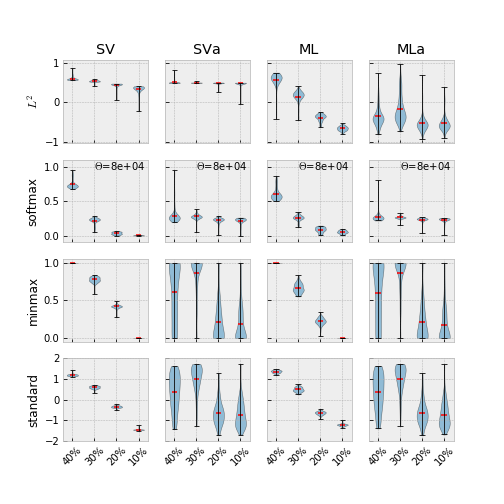 SV SVa ML MLa
L²
1
0
−1
softmax
1.0
0.5
0.0
Θ=8e+04 Θ=8e+04 Θ=8e+04 Θ=8e+04
minmax
1.0
0.5
0.0
standard
2
1
0
−1
−2
40% 30% 20% 10% 40% 30% 20% 10% 40% 30% 20% 10% 40% 30% 20% 10%